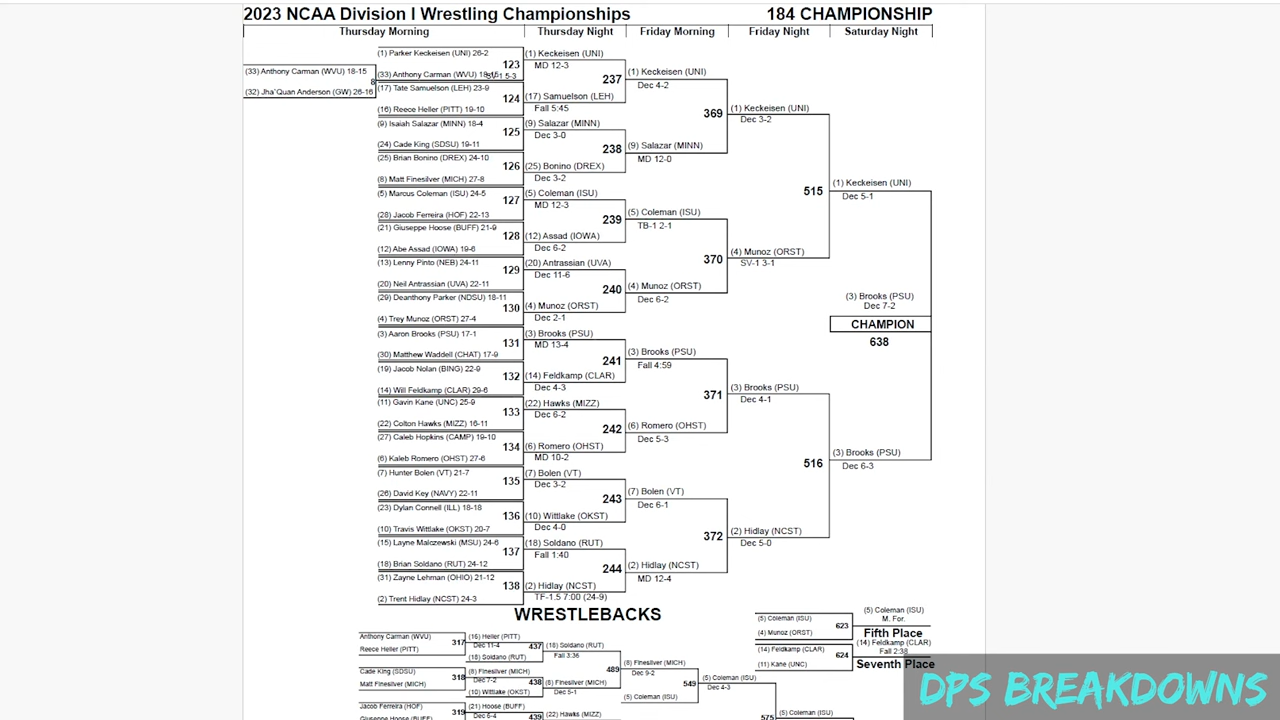 2023 NCAA Division I Wrestling Championships 184 CHAMPIONSHIP
Thursday Morning Thursday Night Friday Morning Friday Night Saturday Night
(33) Anthony Carman (WVU) 18-15
(32) Jha`Quan Anderson (GW) 26-16
8
(1) Parker Keckeisen (UNI) 26-2
123
(33) Anthony Carman (WVU) 18-15
SV-1 5-3
(17) Tate Samuelson (LEH) 23-9
124
(16) Reece Heller (PITT) 19-10
(9) Isaiah Salazar (MINN) 18-4
125
(24) Cade King (SDSU) 19-11
(25) Brian Bonino (DREX) 24-10
126
(8) Matt Finesilver (MICH) 27-8
(5) Marcus Coleman (ISU) 24-5
127
(28) Jacob Ferreira (HOF) 22-13
(21) Giuseppe Hoose (BUFF) 21-9
128
(12) Abe Assad (IOWA) 19-6
(13) Lenny Pinto (NEB) 24-11
129
(20) Neil Antrassian (UVA) 22-11
(29) Deanthony Parker (NDSU) 18-11
130
(4) Trey Munoz (ORST) 27-4
(3) Aaron Brooks (PSU) 17-1
131
(30) Matthew Waddell (CHAT) 17-9
(19) Jacob Nolan (BING) 22-9
132
(14) Will Feldkamp (CLAR) 29-6
(11) Gavin Kane (UNC) 25-9
133
(22) Colton Hawks (MIZZ) 16-11
(27) Caleb Hopkins (CAMP) 19-10
134
(6) Kaleb Romero (OHST) 27-6
(7) Hunter Bolen (VT) 21-7
135
(26) David Key (NAVY) 22-11
(23) Dylan Connell (ILL) 18-18
136
(10) Travis Wittlake (OKST) 20-7
(15) Layne Malczewski (MSU) 24-6
137
(18) Brian Soldano (RUT) 24-12
(31) Zayne Lehman (OHIO) 21-12
138
(2) Trent Hidlay (NCST) 24-3
(1) Keckeisen (UNI)
MD 12-3
237
(17) Samuelson (LEH)
Fall 5:45
(9) Salazar (MINN)
Dec 3-0
238
(25) Bonino (DREX)
Dec 3-2
(5) Coleman (ISU)
MD 12-3
239
(12) Assad (IOWA)
Dec 6-2
(20) Antrassian (UVA)
Dec 11-6
240
(4) Munoz (ORST)
Dec 2-1
(3) Brooks (PSU)
MD 13-4
241
(14) Feldkamp (CLAR)
Dec 4-3
(22) Hawks (MIZZ)
Dec 6-2
242
(6) Romero (OHST)
MD 10-2
(7) Bolen (VT)
Dec 3-2
243
(10) Wittlake (OKST)
Dec 4-0
(18) Soldano (RUT)
Fall 1:40
244
(2) Hidlay (NCST)
TF-1.5 7:00 (24-9)
(1) Keckeisen (UNI)
Dec 4-2
369
(9) Salazar (MINN)
MD 12-0
(5) Coleman (ISU)
TB-1 2-1
370
(4) Munoz (ORST)
Dec 6-2
(3) Brooks (PSU)
Fall 4:59
371
(6) Romero (OHST)
Dec 5-3
(7) Bolen (VT)
Dec 6-1
372
(2) Hidlay (NCST)
MD 12-4
(1) Keckeisen (UNI)
Dec 3-2
515
(4) Munoz (ORST)
SV-1 3-1
(3) Brooks (PSU)
Dec 4-1
516
(2) Hidlay (NCST)
Dec 5-0
(1) Keckeisen (UNI)
Dec 5-1
(3) Brooks (PSU)
Dec 7-2
CHAMPION
638
(3) Brooks (PSU)
Dec 6-3
WRESTLEBACKS
Anthony Carman (WVU)
317
Reece Heller (PITT)
Cade King (SDSU)
318
Matt Finesilver (MICH)
Jacob Ferreira (HOF)
319
Giuseppe Hoose (BUFF)
(16) Heller (PITT)
Dec 11-4
437
(18) Soldano (RUT)
(8) Finesilver (MICH)
Dec 7-2
438
(10) Wittlake (OKST)
(21) Hoose (BUFF)
Dec 6-4
439
(18) Soldano (RUT)
Fall 3:36
489
(8) Finesilver (MICH)
Dec 5-1
(22) Hawks (MIZZ)
(8) Finesilver (MICH)
Dec 9-2
549
(5) Coleman (ISU)
(5) Coleman (ISU)
Dec 4-3
575
(5) Coleman (ISU)
(5) Coleman (ISU)
623
(4) Munoz (ORST)
(5) Coleman (ISU)
M. For.
Fifth Place
(14) Feldkamp (CLAR)
624
(11) Kane (UNC)
(14) Feldkamp (CLAR)
Fall 2:38
Seventh Place
DPS BREAKDOWNS